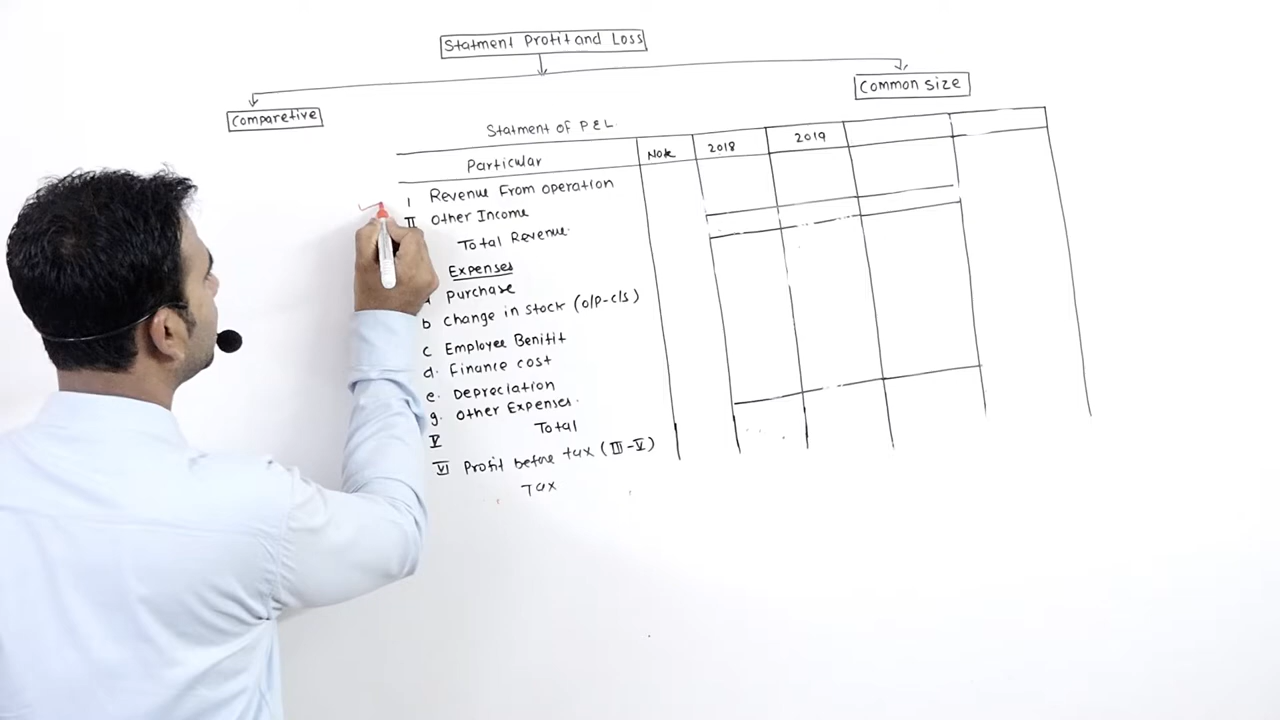 Statment Profit and Loss
Common size
Comparetive
Statment of P&L.
Particular Note 2018 2019
I Revenue From operation
II Other Income
Total Revenue.
Expenses
Purchase
b Change in stock (o/p-c/s)
c Employee Benifit
d. Finance cost
e. Depreciation
g. Other Expenses.
V Total
VI Profit before tax (III-V)
Tax